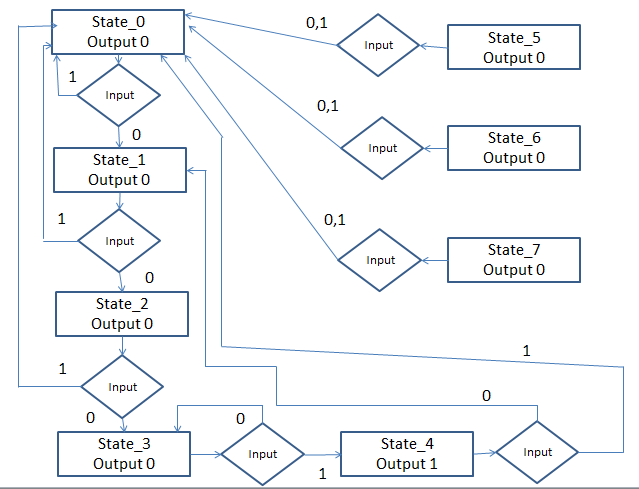 State_0
Output 0
0,1
Input
State_5
Output 0
1
Input
0
0,1
Input
State_6
Output 0
State_1
Output 0
1
Input
0
0,1
Input
State_7
Output 0
State_2
Output 0
1
1
Input
0
0
0
State_3
Output 0
Input
1
State_4
Output 1
Input